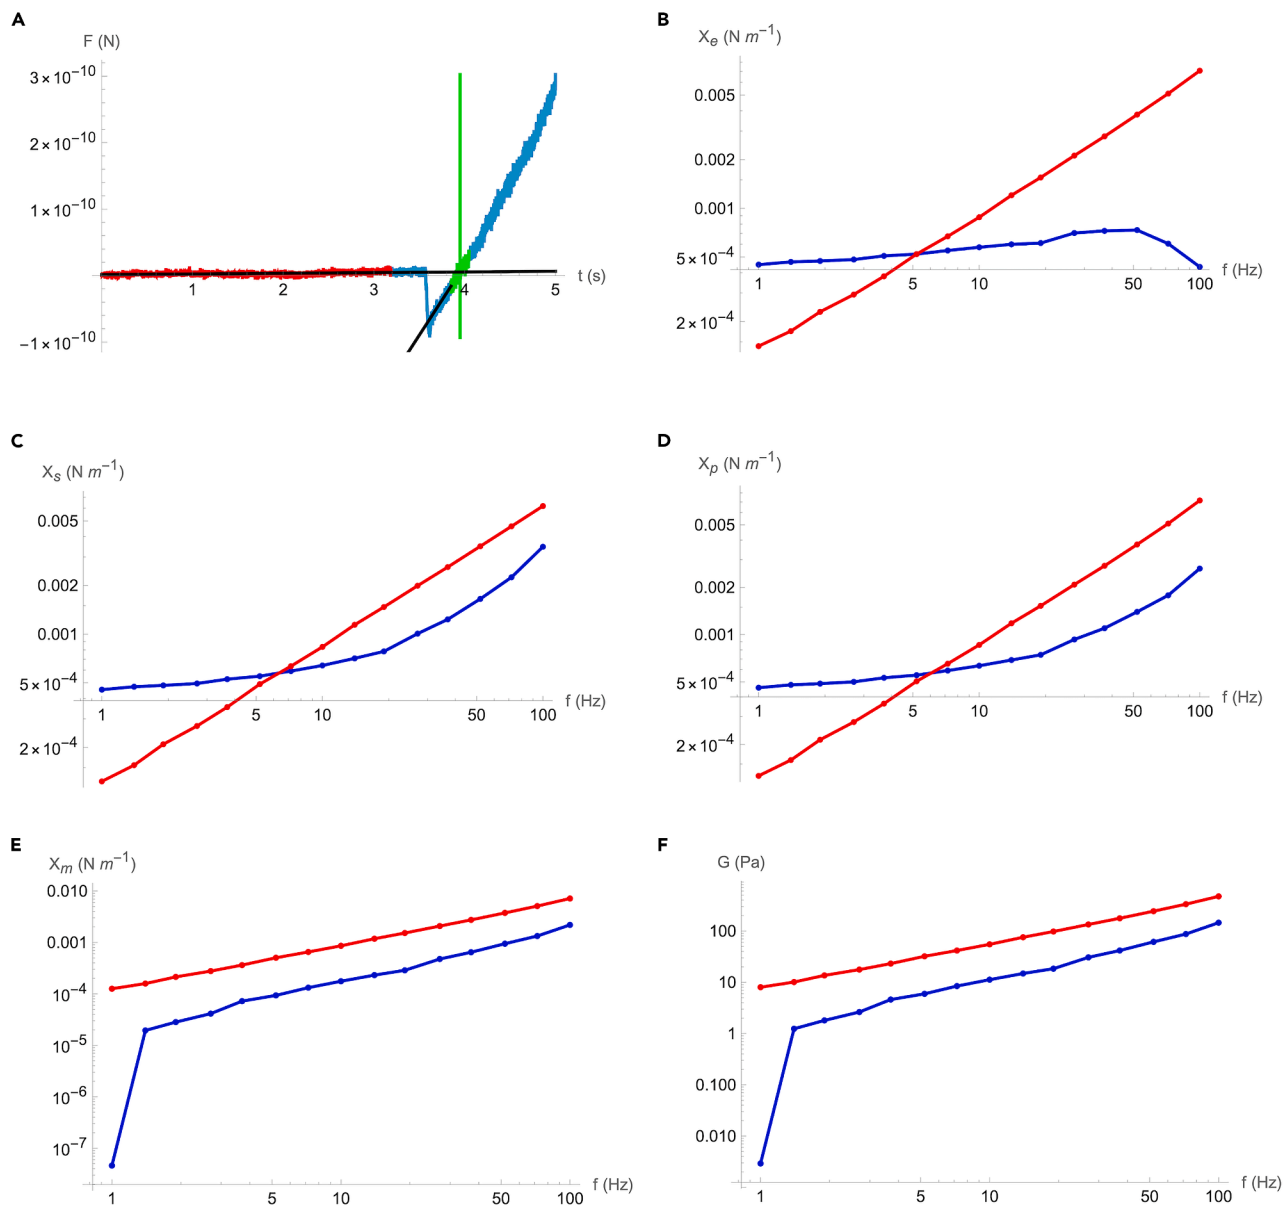 A
F (N)
3×10⁻¹⁰
2×10⁻¹⁰
1×10⁻¹⁰
−1×10⁻¹⁰
1 2 3 4 5 t (s)
B
Xₑ (N m⁻¹)
0.005
0.002
0.001
5×10⁻⁴
2×10⁻⁴
1 5 10 50 100 f (Hz)
C
Xₛ (N m⁻¹)
0.005
0.002
0.001
5×10⁻⁴
2×10⁻⁴
1 5 10 50 100 f (Hz)
D
Xₚ (N m⁻¹)
0.005
0.002
0.001
5×10⁻⁴
2×10⁻⁴
1 5 10 50 100 f (Hz)
E
Xₘ (N m⁻¹)
0.010
0.001
10⁻⁴
10⁻⁵
10⁻⁶
10⁻⁷
1 5 10 50 100 f (Hz)
F
G (Pa)
100
10
1
0.100
0.010
1 5 10 50 100 f (Hz)